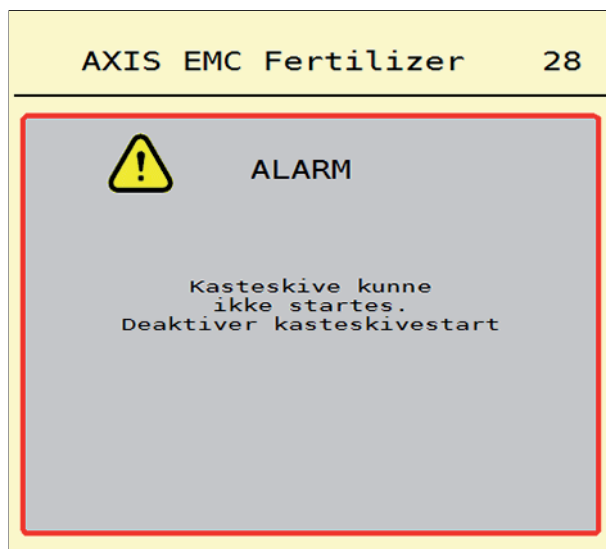 AXIS EMC Fertilizer 28
ALARM
Kasteskive kunne
ikke startes.
Deaktiver kasteskivestart